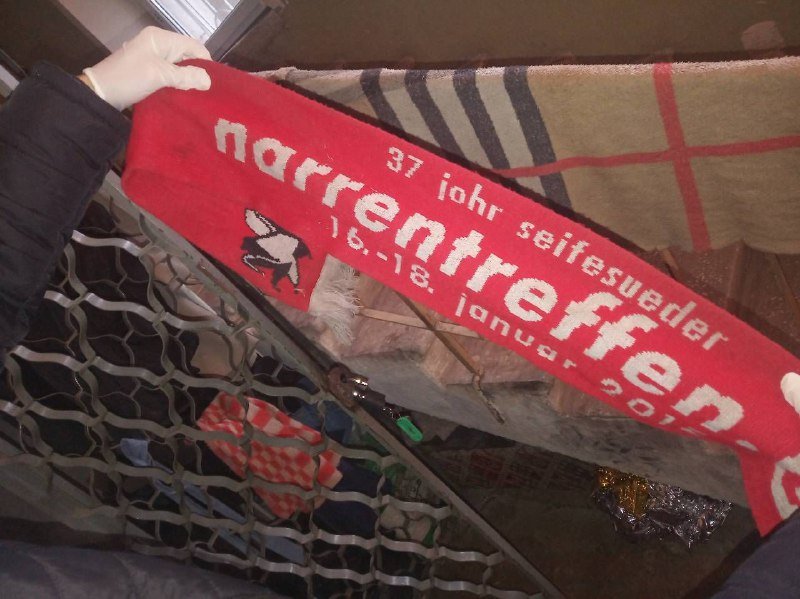 37 jahr seifesueder
narrentreffen
16.-18. januar